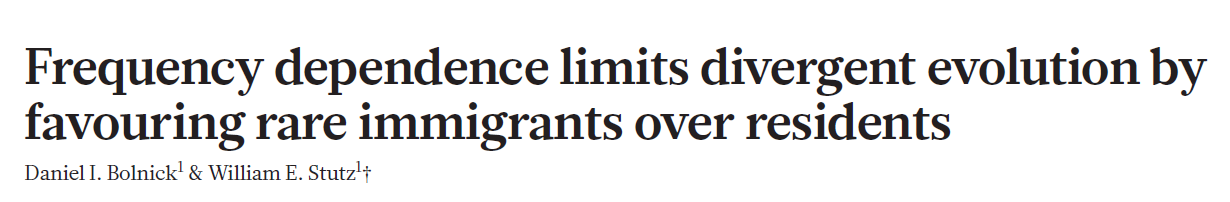 Frequency dependence limits divergent evolution by
favouring rare immigrants over residents
Daniel I. Bolnick¹ & William E. Stutz¹†